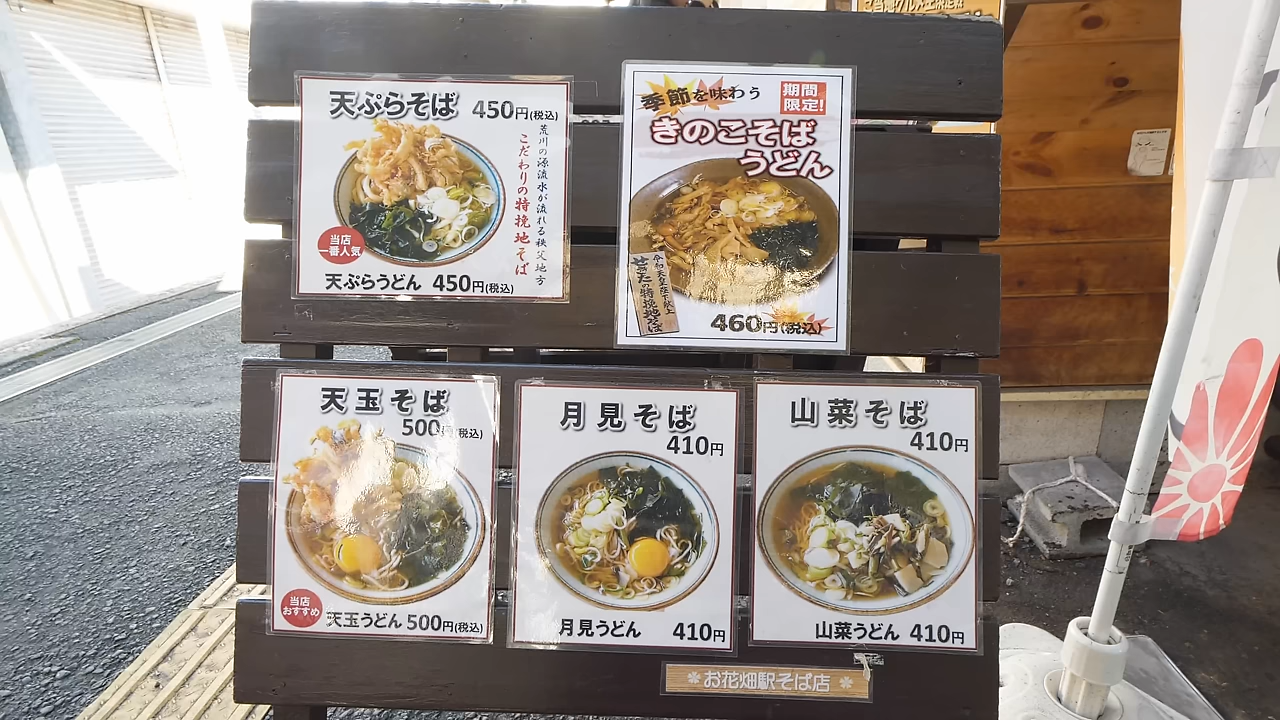 天ぷらそば 450円(税込)
荒川の源流水が流れる秩父地方
こだわりの特挽地そば
当店
一番人気
天ぷらうどん 450円(税込)
季節を味わう
期間
限定!
きのこそば
うどん
460円(税込)
天玉そば
500円(税込)
当店
おすすめ
天玉うどん 500円(税込)
月見そば
410円
月見うどん 410円
山菜そば
410円
山菜うどん 410円
お花畑駅そば店